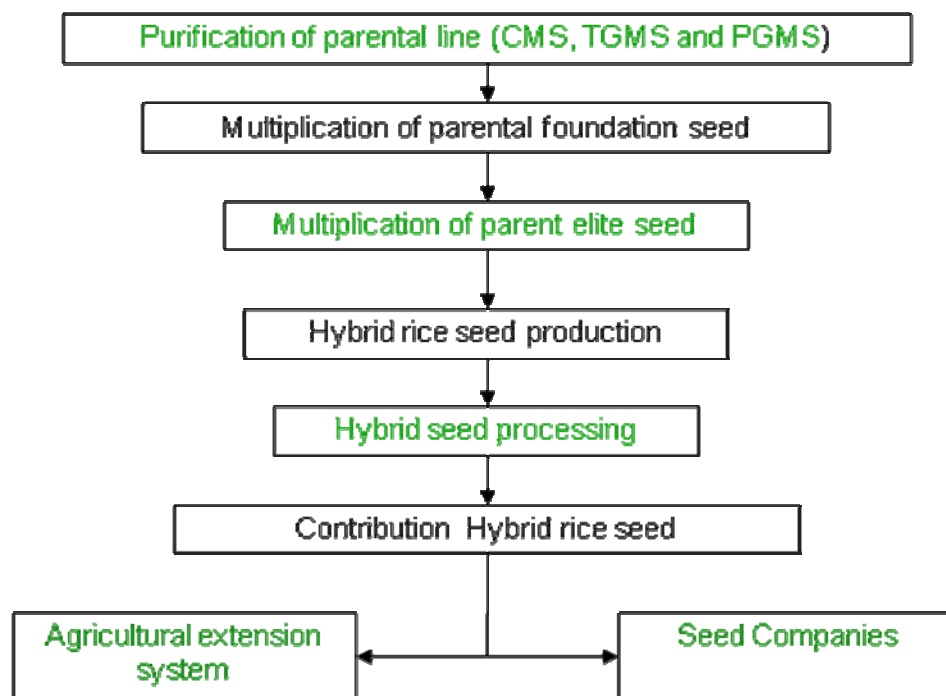 Purification of parental line (CMS, TGMS and PGMS)
Multiplication of parental foundation seed
Multiplication of parent elite seed
Hybrid rice seed production
Hybrid seed processing
Contribution Hybrid rice seed
Agricultural extension
system
Seed Companies